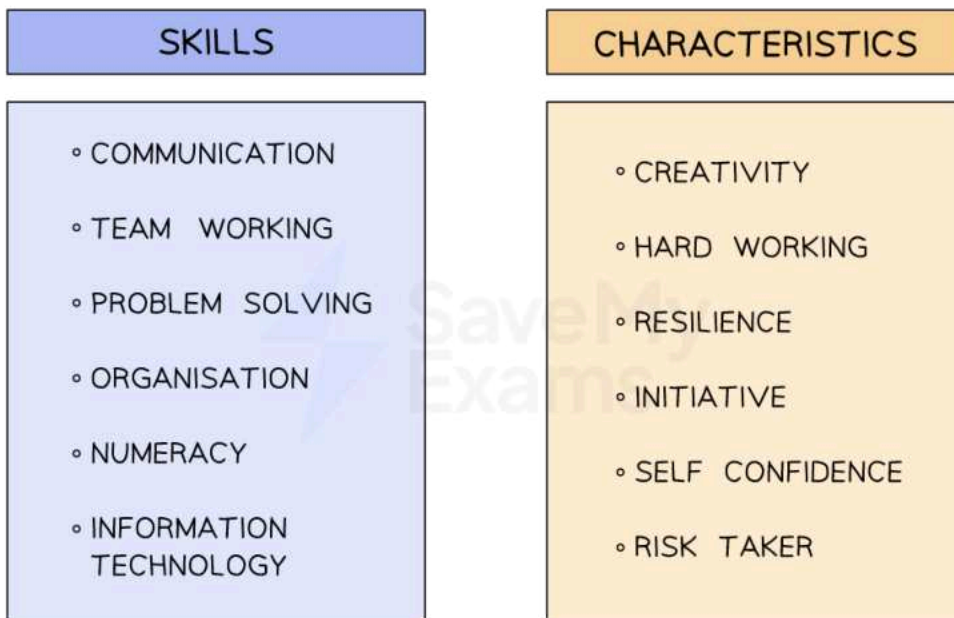 SKILLS
◦ COMMUNICATION
◦ TEAM WORKING
◦ PROBLEM SOLVING
◦ ORGANISATION
◦ NUMERACY
◦ INFORMATION
TECHNOLOGY
CHARACTERISTICS
◦ CREATIVITY
◦ HARD WORKING
◦ RESILIENCE
◦ INITIATIVE
◦ SELF CONFIDENCE
◦ RISK TAKER
SaveMy
Exams